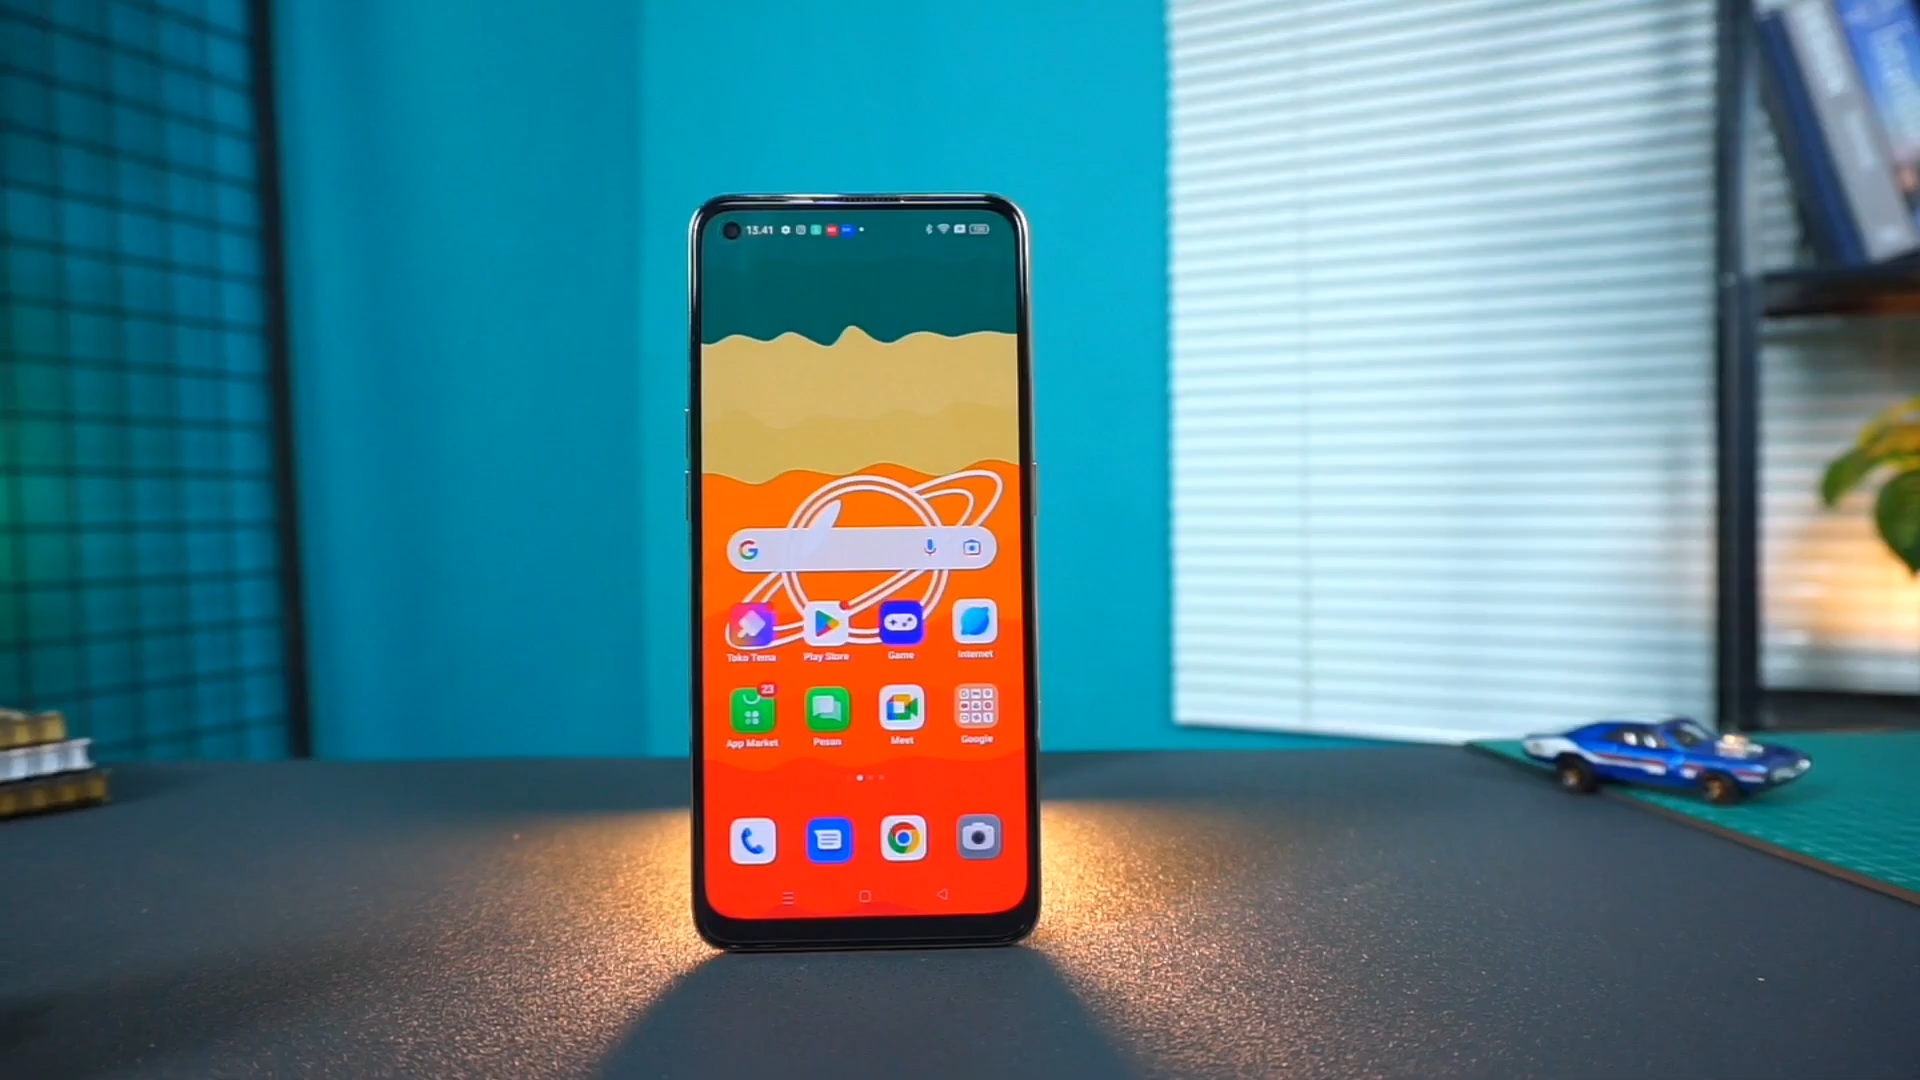 13.41
Toko Tema Play Store Game Internet
23
App Market Pesan Meet Google